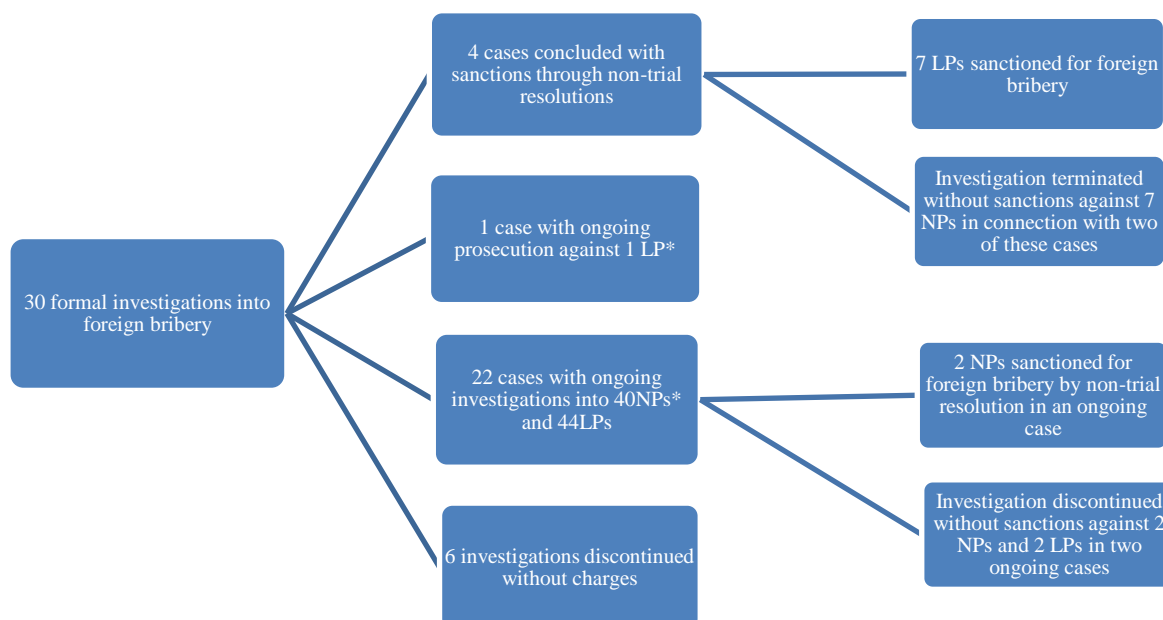 30 formal investigations into
foreign bribery
4 cases concluded with
sanctions through non-trial
resolutions
7 LPs sanctioned for foreign
bribery
Investigation terminated
without sanctions against 7
NPs in connection with two
of these cases
1 case with ongoing
prosecution against 1 LP*
22 cases with ongoing
investigations into 40NPs*
and 44LPs
2 NPs sanctioned for
foreign bribery by non-trial
resolution in an ongoing
case
Investigation discontinued
without sanctions against 2
NPs and 2 LPs in two
ongoing cases
6 investigations discontinued
without charges